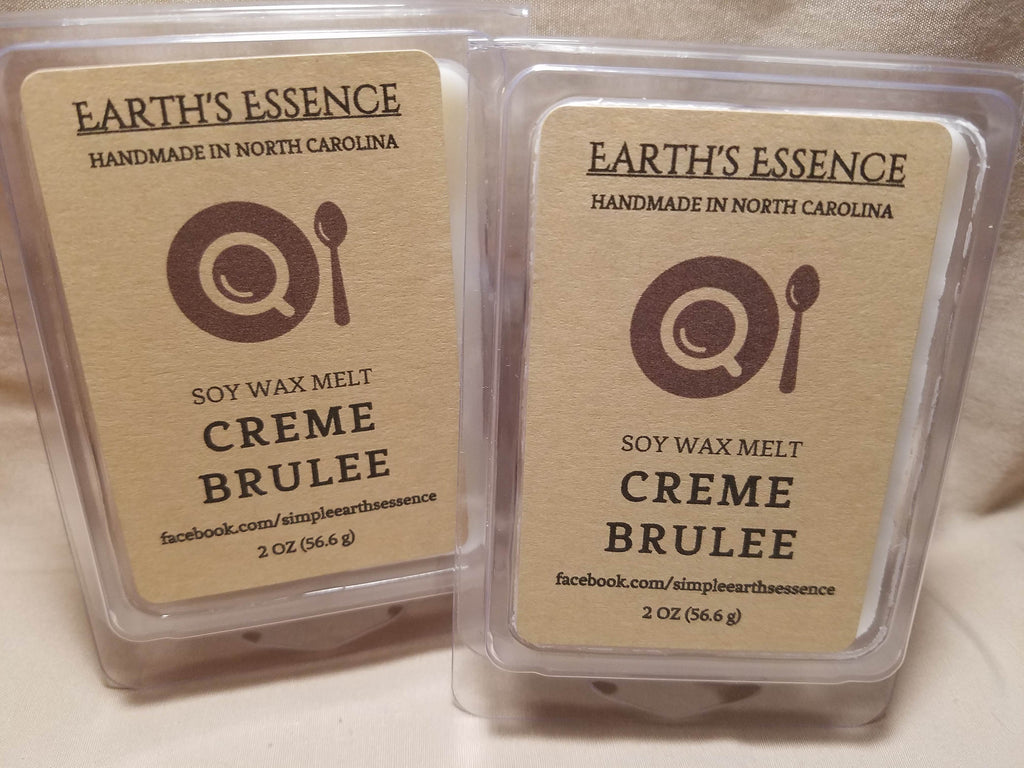 EARTH'S ESSENCE
HANDMADE IN NORTH CAROLINA
SOY WAX MELT
CREME
BRULEE
facebook.com/simpleearthsessence
2 OZ (56.6 g)
EARTH'S ESSENCE
HANDMADE IN NORTH CAROLINA
SOY WAX MELT
CREME
BRULEE
facebook.com/simpleearthsessence
2 OZ (56.6 g)